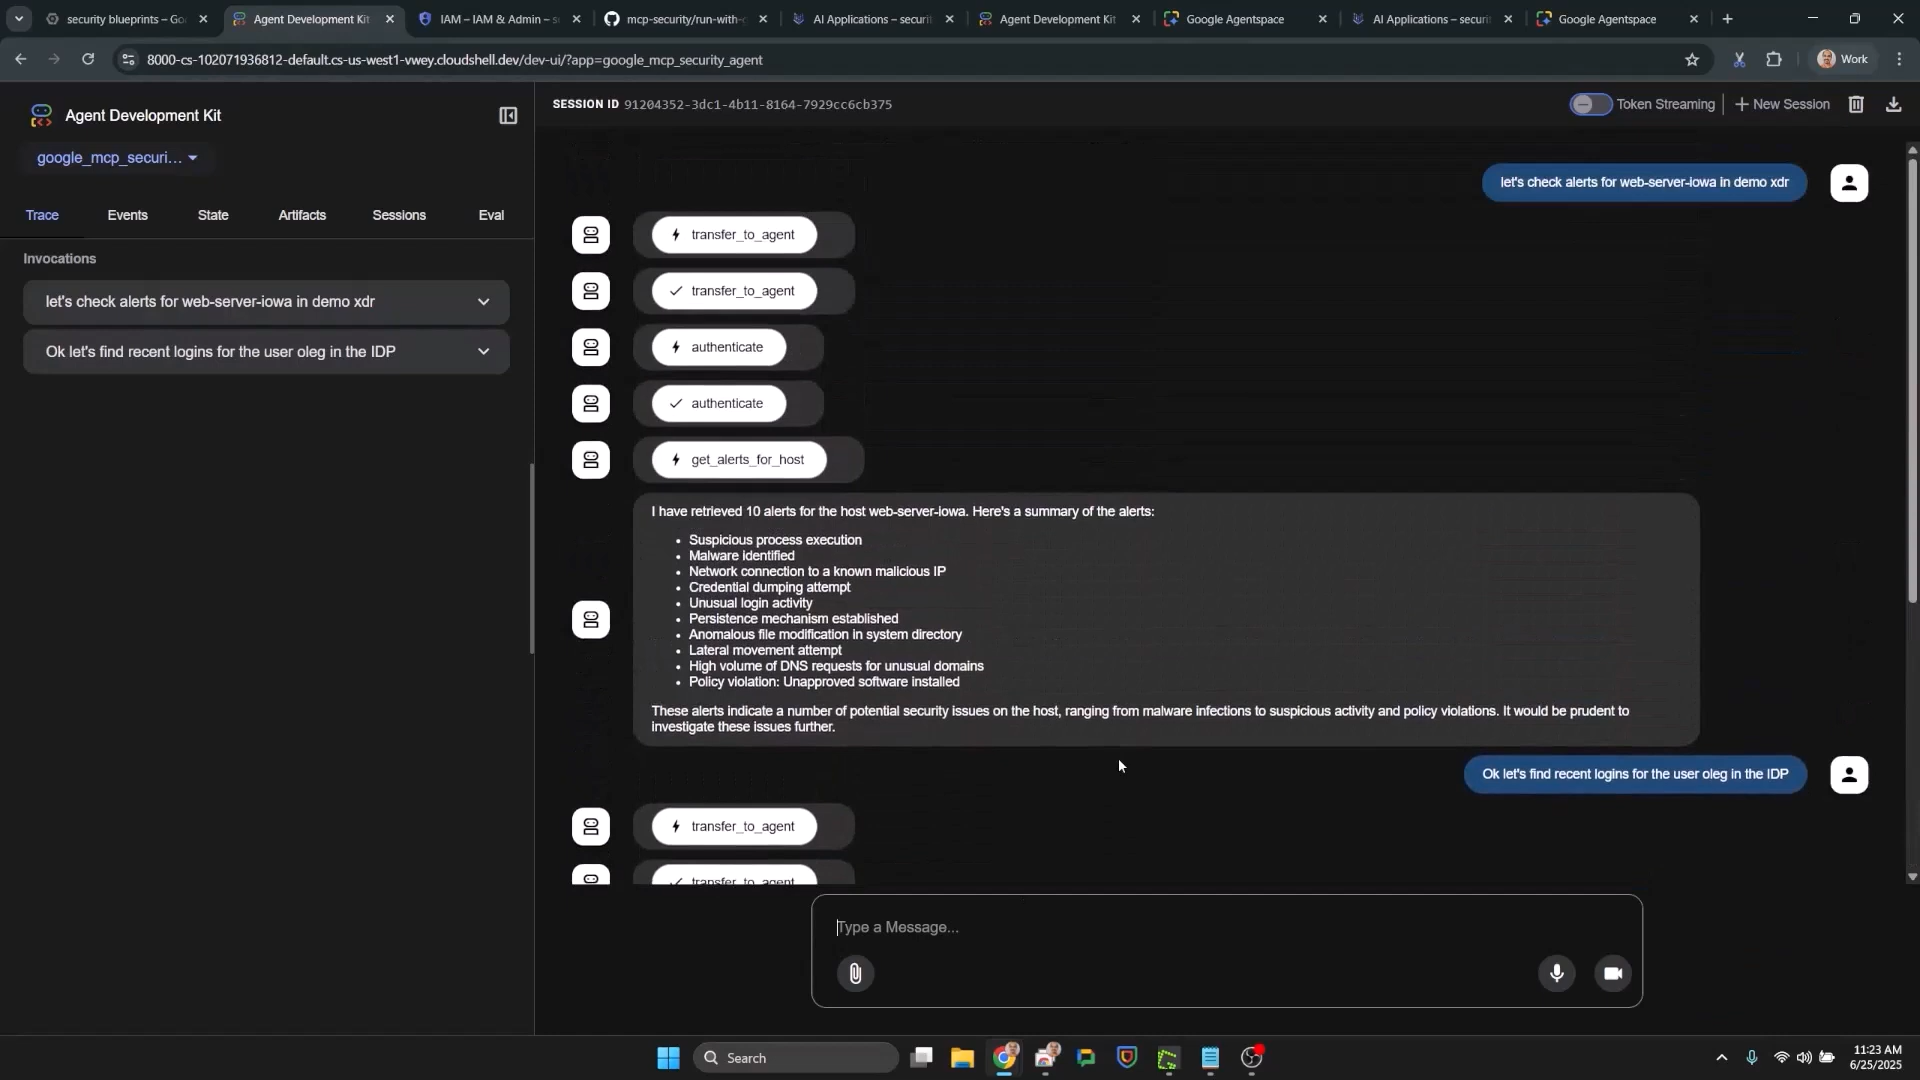 security blueprints – Go
Agent Development Kit
IAM – IAM & Admin – s
mcp-security/run-with-
AI Applications – securi
Agent Development Kit
Google Agentspace
AI Applications – securi
Google Agentspace
8000-cs-102071936812-default.cs-us-west1-vwey.cloudshell.dev/dev-ui/?app=google_mcp_security_agent
Work
Agent Development Kit
google_mcp_securi...
Trace
Events
State
Artifacts
Sessions
Eval
Invocations
let's check alerts for web-server-iowa in demo xdr
Ok let's find recent logins for the user oleg in the IDP
SESSION ID 91204352-3dc1-4b11-8164-7929cc6cb375
Token Streaming
New Session
let's check alerts for web-server-iowa in demo xdr
transfer_to_agent
transfer_to_agent
authenticate
authenticate
get_alerts_for_host
I have retrieved 10 alerts for the host web-server-iowa. Here's a summary of the alerts:
• Suspicious process execution
• Malware identified
• Network connection to a known malicious IP
• Credential dumping attempt
• Unusual login activity
• Persistence mechanism established
• Anomalous file modification in system directory
• Lateral movement attempt
• High volume of DNS requests for unusual domains
• Policy violation: Unapproved software installed
These alerts indicate a number of potential security issues on the host, ranging from malware infections to suspicious activity and policy violations. It would be prudent to
investigate these issues further.
Ok let's find recent logins for the user oleg in the IDP
transfer_to_agent
transfer_to_agent
Type a Message...
Search
11:23 AM
6/25/2025